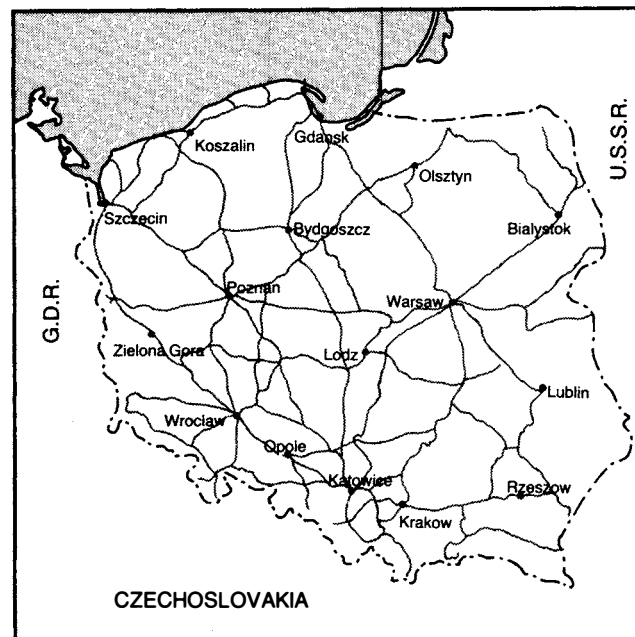 Gdansk
Koszalin
Olsztyn
U.S.S.R.
Szczecin
Bydgoszcz
Bialystok
G.D.R.
Poznan
Warsaw
Zielona Gora
Lodz
Lublin
Wroclaw
Opole
Katowice
Rzeszow
Krakow
CZECHOSLOVAKIA